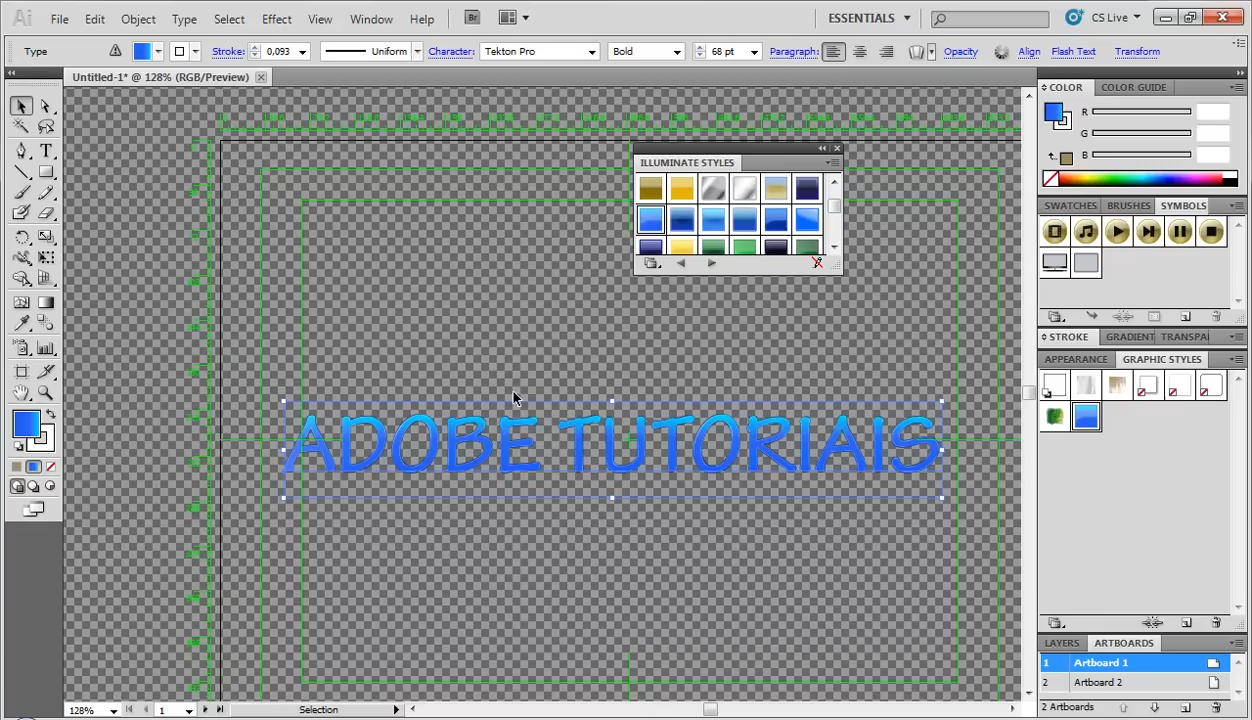 Ai File Edit Object Type Select Effect View Window Help Br ESSENTIALS CS Live
Type Stroke: 0,093 Uniform Character: Tekton Pro Bold 68 pt Paragraph: Opacity Align Flash Text Transform
Untitled-1* @ 128% (RGB/Preview)
COLOR COLOR GUIDE
R
G
B
ILLUMINATE STYLES
SWATCHES BRUSHES SYMBOLS
STROKE GRADIENT TRANSPA
APPEARANCE GRAPHIC STYLES
ADOBE TUTORIAIS
LAYERS ARTBOARDS
1 Artboard 1
2 Artboard 2
2 Artboards
128% 1 Selection